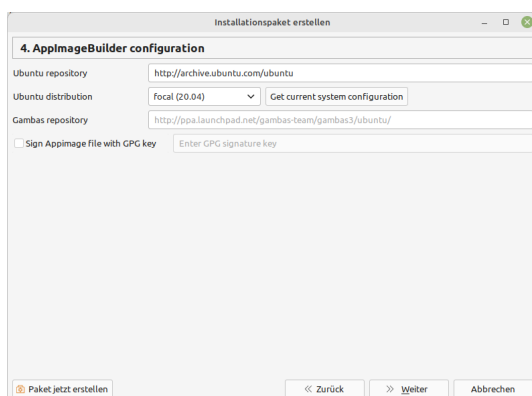 Installationspaket erstellen
4. AppImageBuilder configuration
Ubuntu repository http://archive.ubuntu.com/ubuntu
Ubuntu distribution focal (20.04) Get current system configuration
Gambas repository http://ppa.launchpad.net/gambas-team/gambas3/ubuntu/
Sign Appimage file with GPG key Enter GPG signature key
Paket jetzt erstellen Zurück Weiter Abbrechen